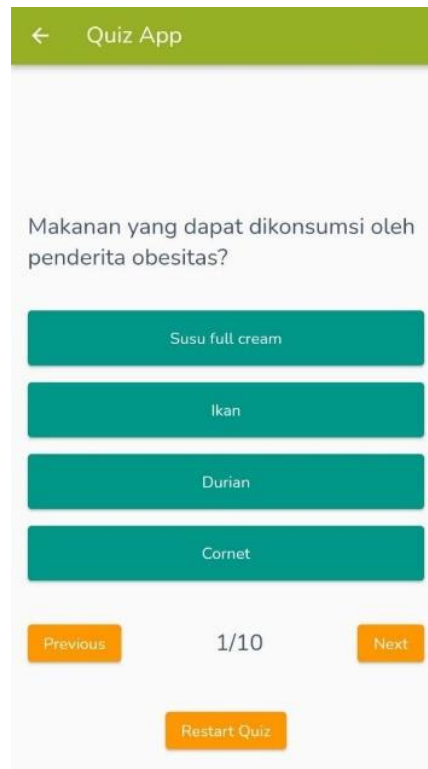 Quiz App
Makanan yang dapat dikonsumsi oleh
penderita obesitas?
Susu full cream
Ikan
Durian
Cornet
Previous
1/10
Next
Restart Quiz